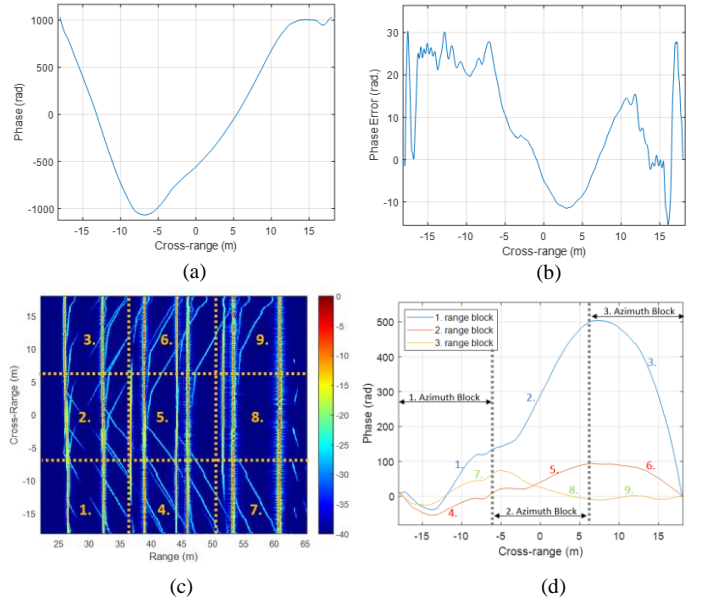 1000
500
0
-500
-1000
Phase (rad)
-15 -10 -5 0 5 10 15
Cross-range (m)
(a)
30
20
10
0
-10
Phase Error (rad.)
-15 -10 -5 0 5 10 15
Cross-range (m)
(b)
15
10
5
0
-5
-10
-15
Cross-Range (m)
3. 6. 9.
2. 5. 8.
1. 4. 7.
25 30 35 40 45 50 55 60 65
Range (m)
0
-5
-10
-15
-20
-25
-30
-35
-40
(c)
1. range block
2. range block
3. range block
3. Azimuth Block
1. Azimuth Block
2. Azimuth Block
500
400
300
200
100
0
Phase (rad)
1. 2. 3.
4. 5. 6.
7. 8. 9.
-15 -10 -5 0 5 10 15
Cross-range (m)
(d)